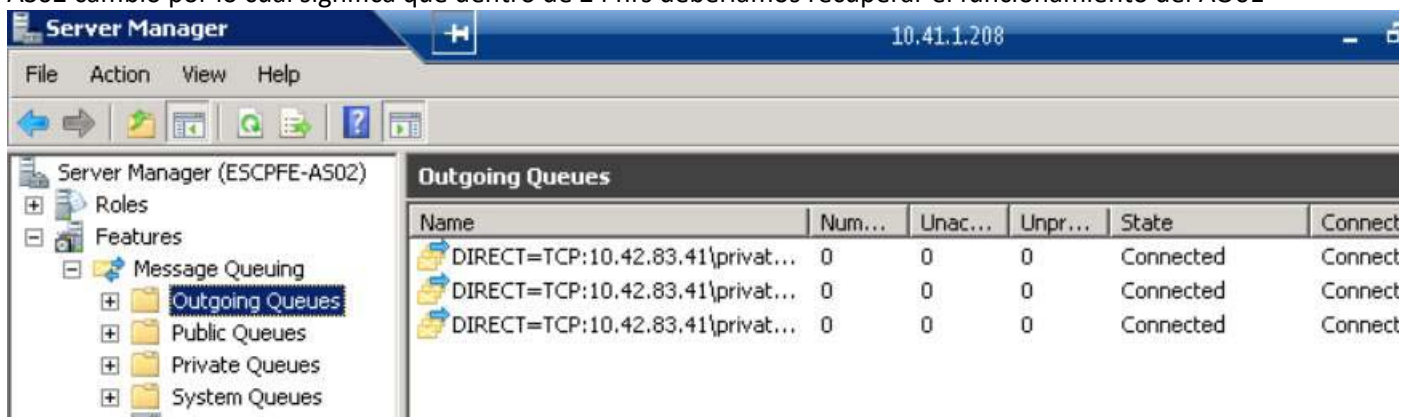 AS02 cambio por lo cual significa que dentro de 24 hrs deberíamos recuperar el funcionamiento del AS01
Server Manager
10.41.1.208
File Action View Help
Server Manager (ESCPFE-AS02)
Roles
Features
Message Queuing
Outgoing Queues
Public Queues
Private Queues
System Queues
Outgoing Queues
Name Num... Unac... Unpr... State Connect
DIRECT=TCP:10.42.83.41\privat... 0 0 0 Connected Connect
DIRECT=TCP:10.42.83.41\privat... 0 0 0 Connected Connect
DIRECT=TCP:10.42.83.41\privat... 0 0 0 Connected Connect